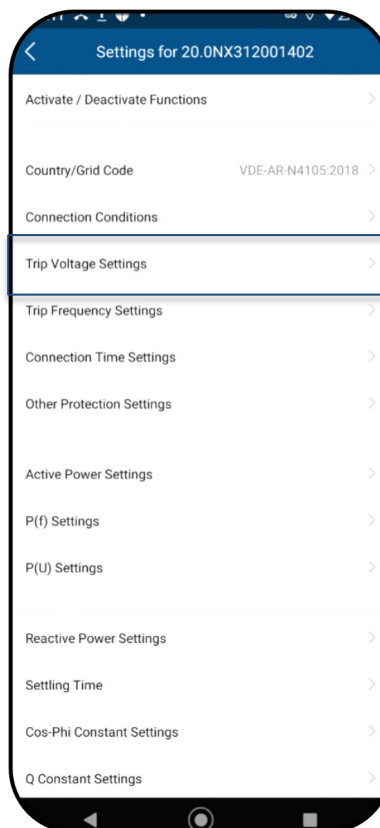 Settings for 20.0NX312001402
Activate / Deactivate Functions
Country/Grid Code VDE-AR-N4105:2018
Connection Conditions
Trip Voltage Settings
Trip Frequency Settings
Connection Time Settings
Other Protection Settings
Active Power Settings
P(f) Settings
P(U) Settings
Reactive Power Settings
Settling Time
Cos-Phi Constant Settings
Q Constant Settings